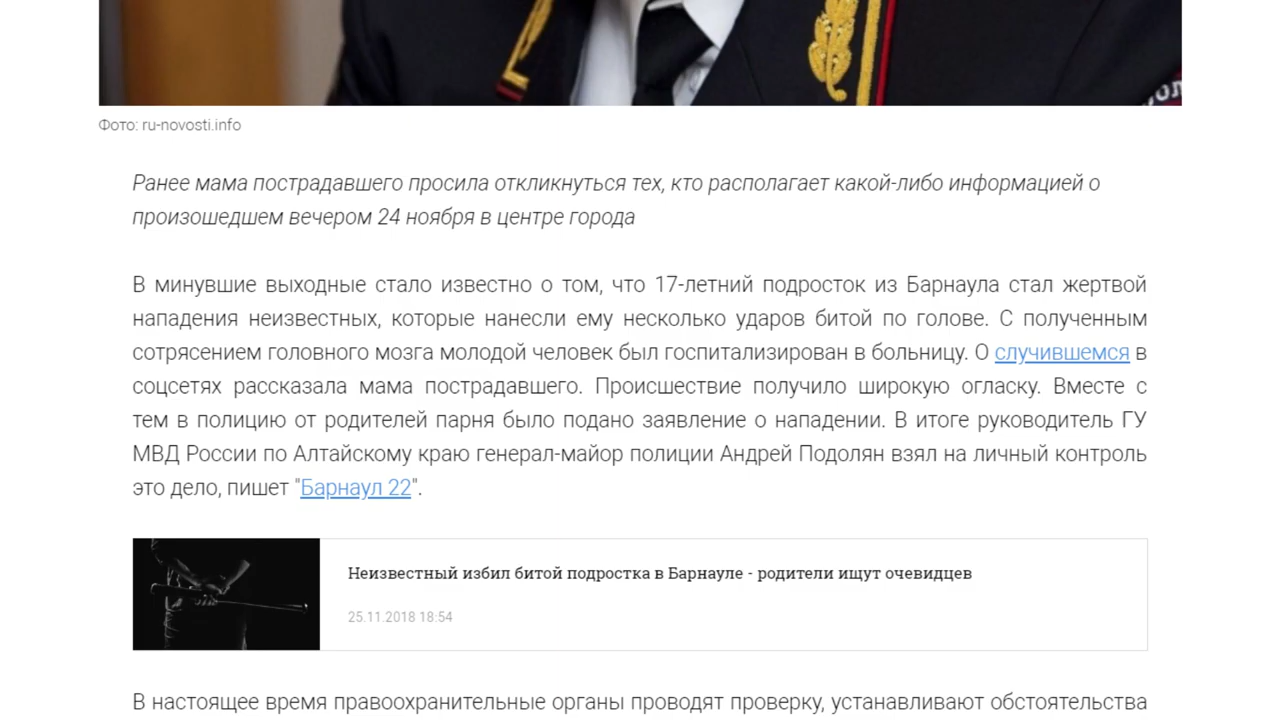 Фото: ru-novosti.info
Ранее мама пострадавшего просила откликнуться тех, кто располагает какой-либо информацией о
произошедшем вечером 24 ноября в центре города
В минувшие выходные стало известно о том, что 17-летний подросток из Барнаула стал жертвой
нападения неизвестных, которые нанесли ему несколько ударов битой по голове. С полученным
сотрясением головного мозга молодой человек был госпитализирован в больницу. О случившемся в
соцсетях рассказала мама пострадавшего. Происшествие получило широкую огласку. Вместе с
тем в полицию от родителей парня было подано заявление о нападении. В итоге руководитель ГУ
МВД России по Алтайскому краю генерал-майор полиции Андрей Подолян взял на личный контроль
это дело, пишет "Барнаул 22".
Неизвестный избил битой подростка в Барнауле - родители ищут очевидцев
25.11.2018 18:54
В настоящее время правоохранительные органы проводят проверку, устанавливают обстоятельства